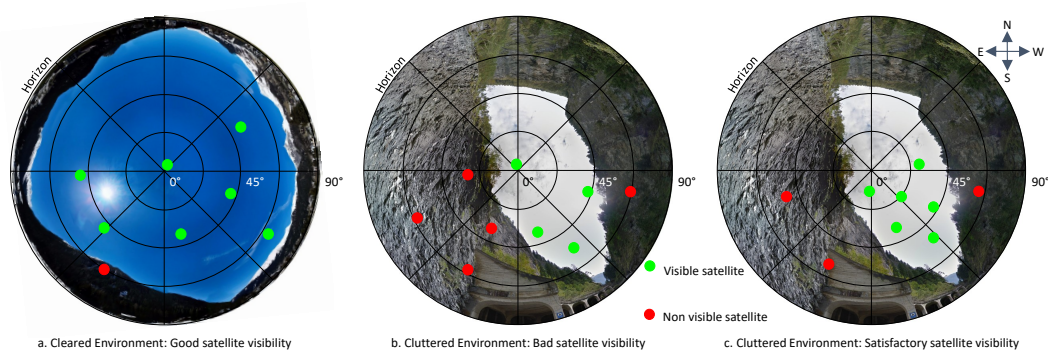 N
E W
S
Horizon
0° 45° 90°
Horizon
0° 45° 90°
Horizon
0° 45° 90°
Visible satellite
Non visible satellite
a. Cleared Environment: Good satellite visibility
b. Cluttered Environment: Bad satellite visibility
c. Cluttered Environment: Satisfactory satellite visibility